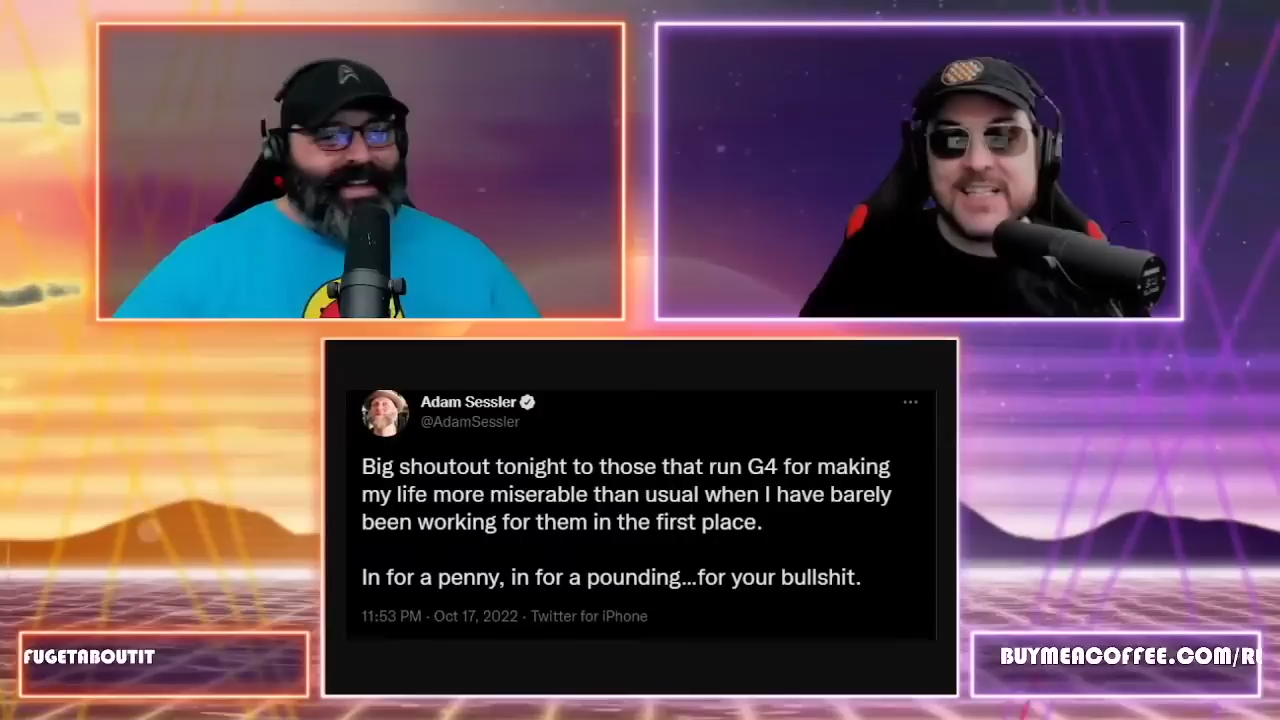 Adam Sessler
@AdamSessler
Big shoutout tonight to those that run G4 for making
my life more miserable than usual when I have barely
been working for them in the first place.
In for a penny, in for a pounding...for your bullshit.
11:53 PM · Oct 17, 2022 · Twitter for iPhone
FUGETABOUTIT
BUYMEACOFFEE.COM/R